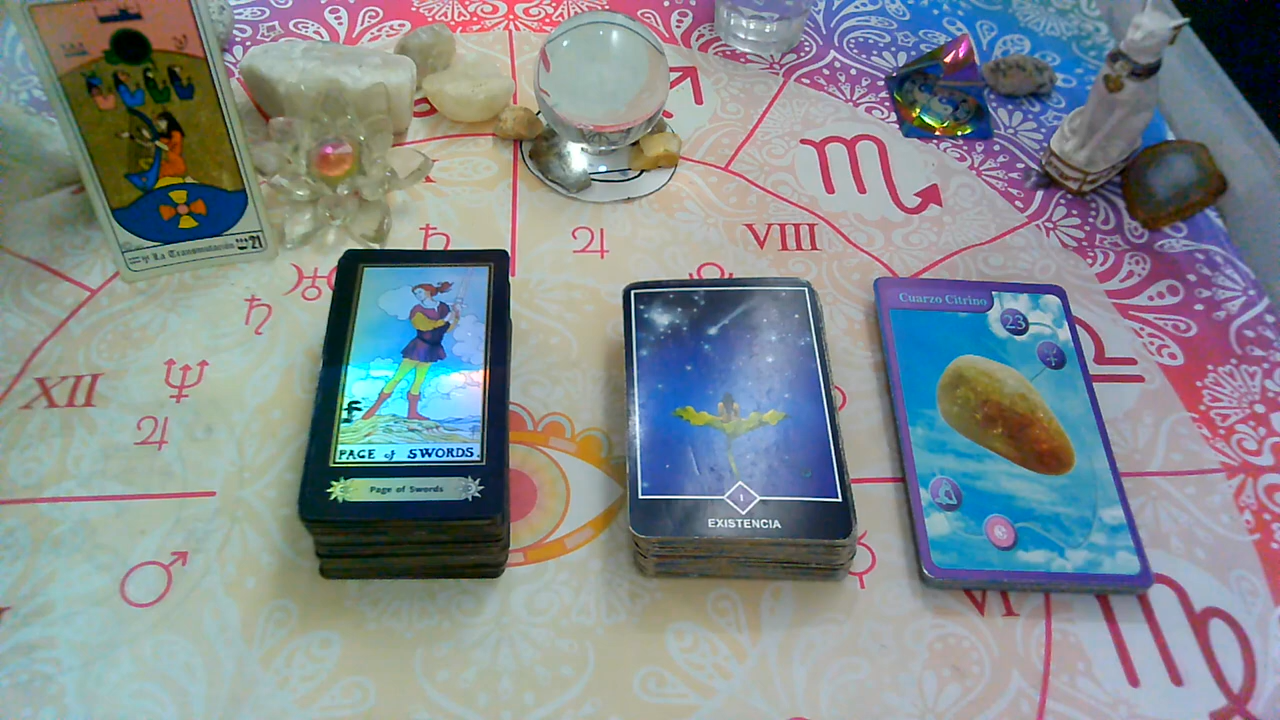 La Transmutación 21
VIII
XII
PAGE of SWORDS.
Page of Swords
1
EXISTENCIA
Cuarzo Citrino
23
VI